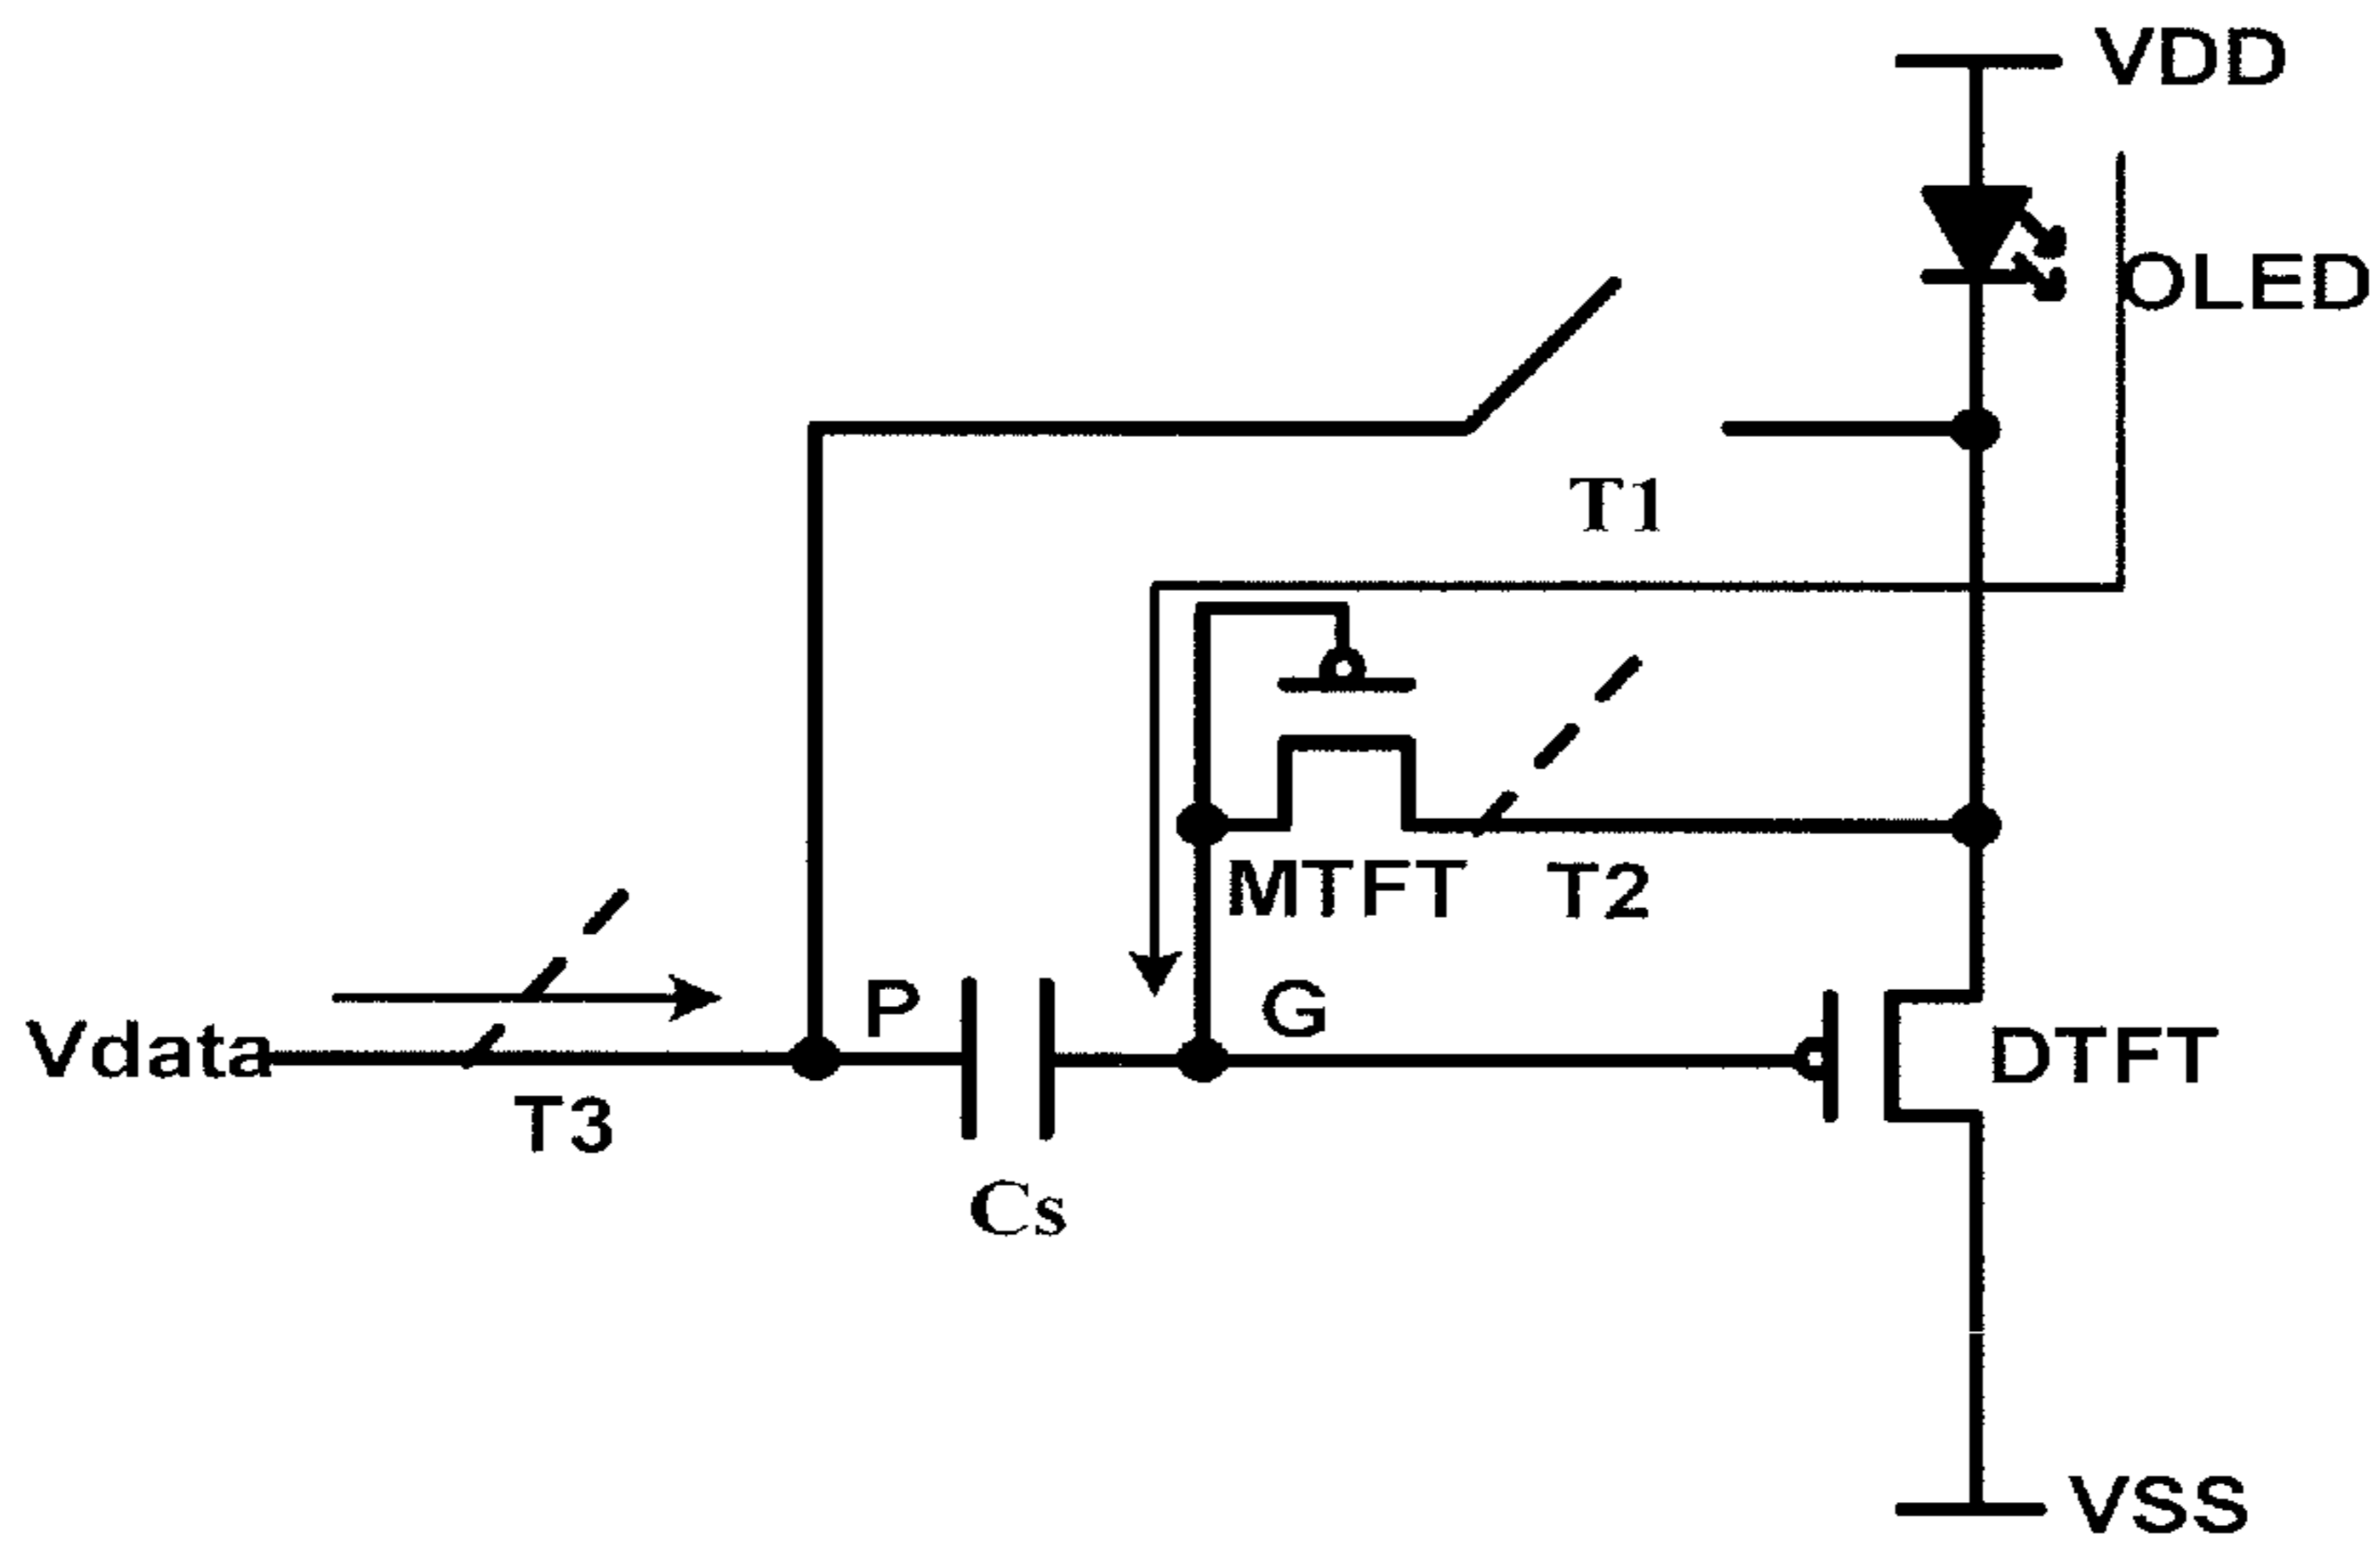 VDD
OLED
T1
MTFT T2
P G
Vdata DTFT
T3
Cs
VSS